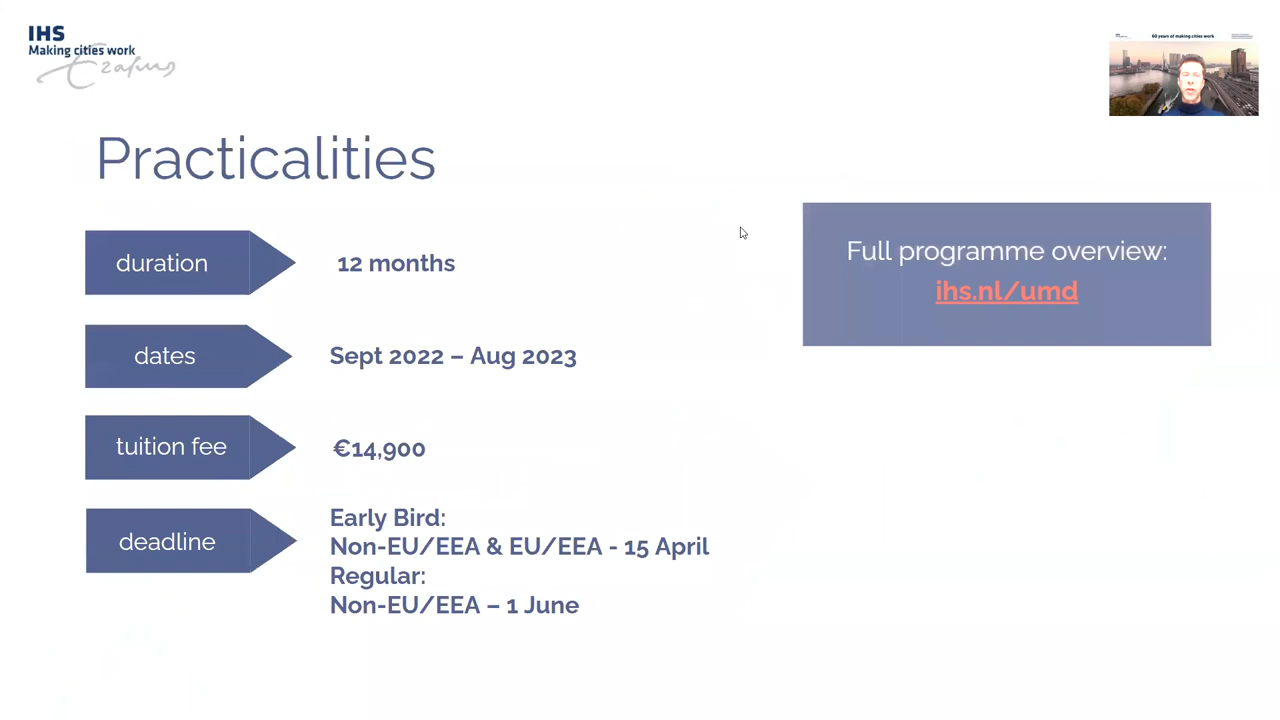 IHS
Making cities work
Erasmus
60 years of making cities work
Practicalities
duration
12 months
dates
Sept 2022 – Aug 2023
tuition fee
€14,900
deadline
Early Bird:
Non-EU/EEA & EU/EEA - 15 April
Regular:
Non-EU/EEA – 1 June
Full programme overview:
ihs.nl/umd